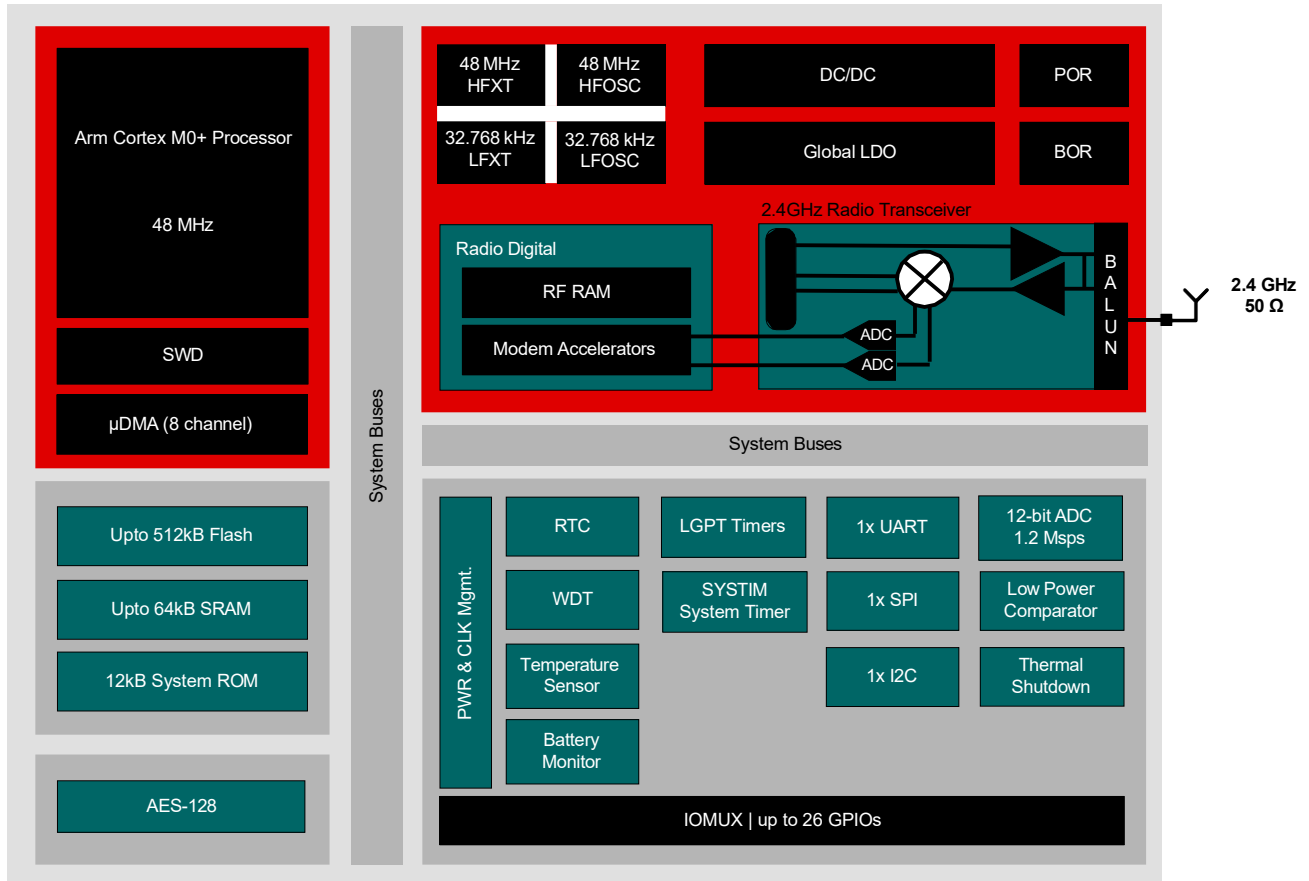 Arm Cortex M0+ Processor
48 MHz
SWD
µDMA (8 channel)
Upto 512kB Flash
Upto 64kB SRAM
12kB System ROM
AES-128
System Buses
48 MHz
HFXT
48 MHz
HFOSC
32.768 kHz
LFXT
32.768 kHz
LFOSC
DC/DC
POR
Global LDO
BOR
2.4GHz Radio Transceiver
Radio Digital
RF RAM
Modem Accelerators
ADC
ADC
BALUN
2.4 GHz
50 Ω
System Buses
PWR & CLK Mgmt.
RTC
WDT
Temperature
Sensor
Battery
Monitor
LGPT Timers
SYSTIM
System Timer
1x UART
1x SPI
1x I2C
12-bit ADC
1.2 Msps
Low Power
Comparator
Thermal
Shutdown
IOMUX | up to 26 GPIOs